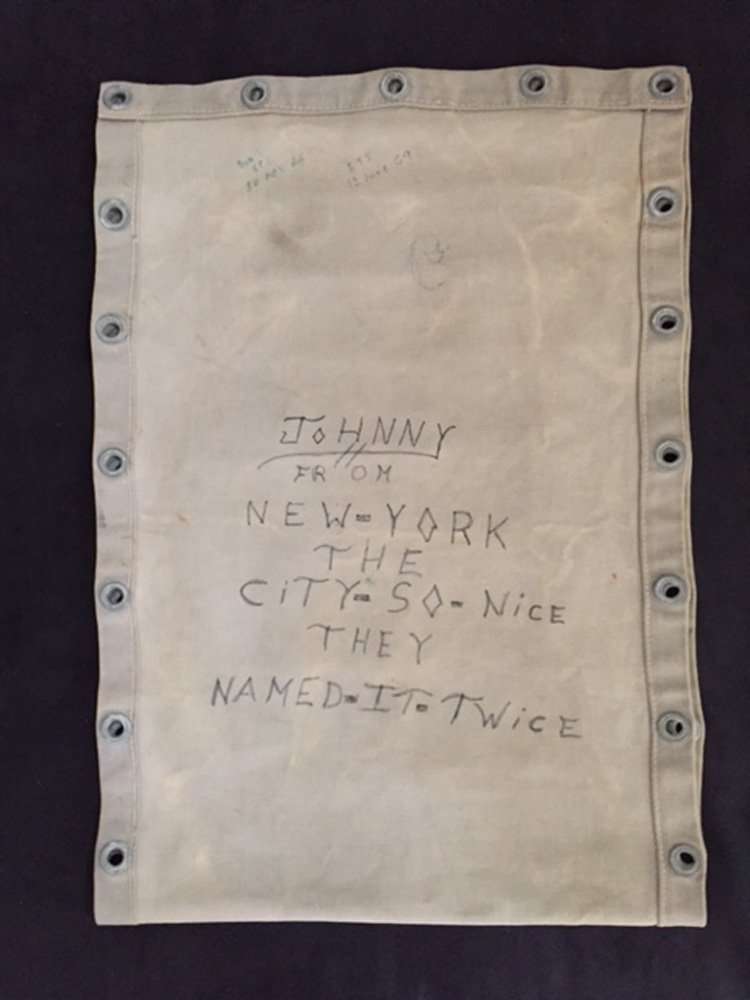 JOHNNY
FROM
NEW-YORK
THE
CiTY-SO-NiCE
THEY
NAMED-IT-TWiCE